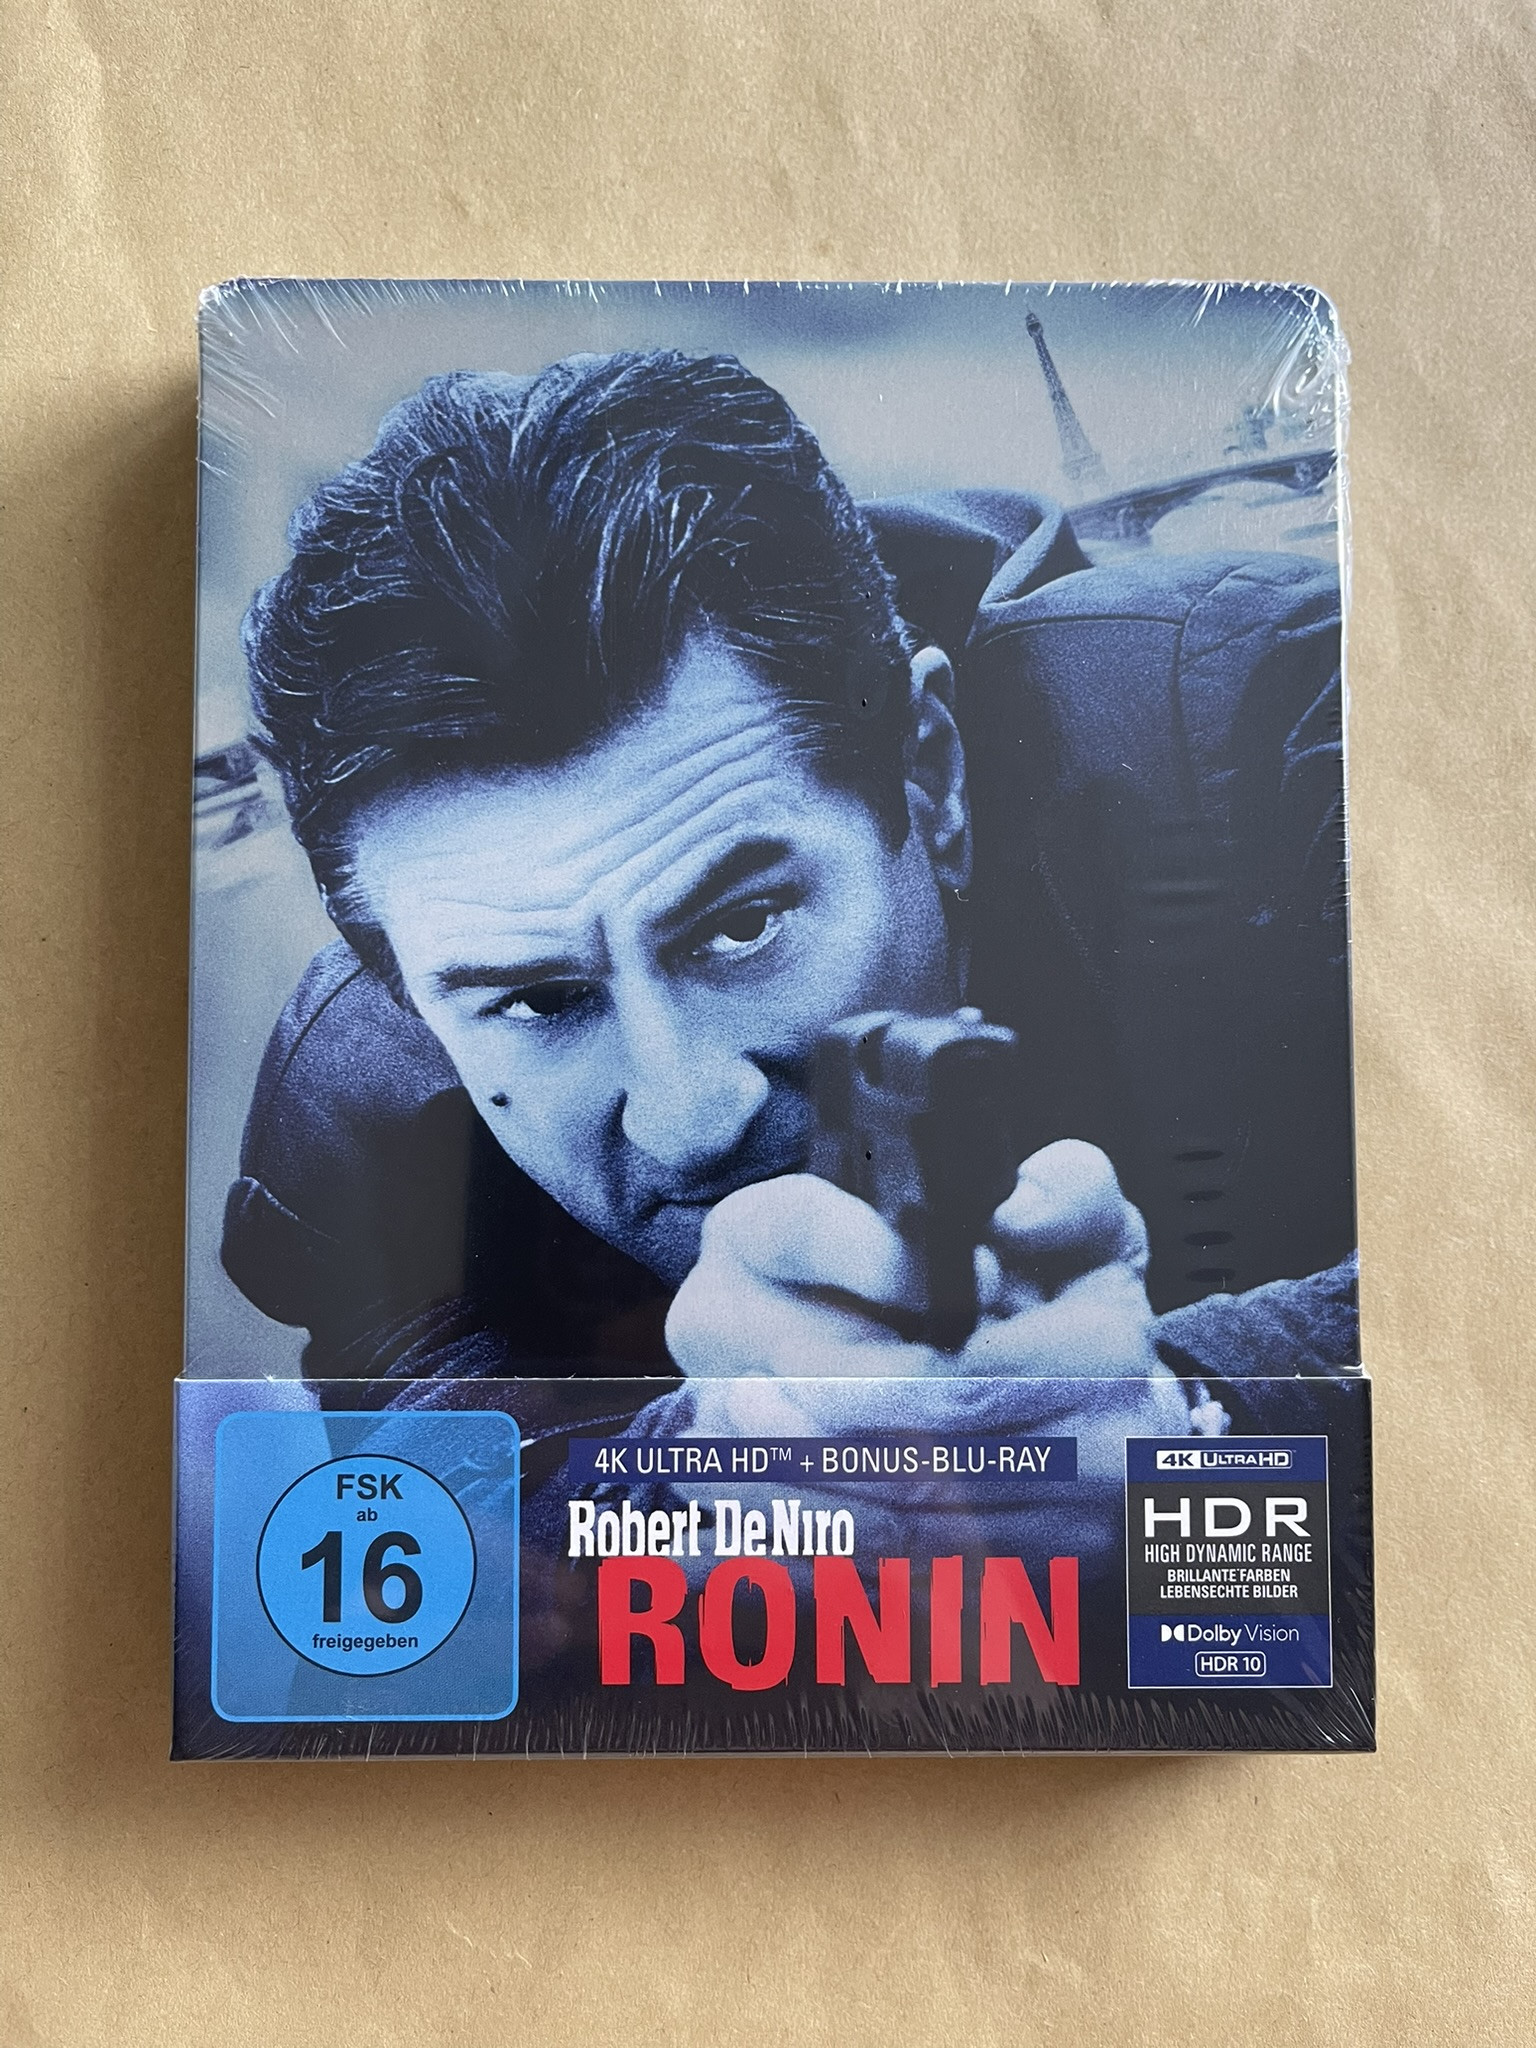 FSK
ab
16
freigegeben
4K ULTRA HD™ + BONUS-BLU-RAY
Robert De Niro
RONIN
4K ULTRA HD™
HDR
HIGH DYNAMIC RANGE
BRILLANTE FARBEN
LEBENSECHTE BILDER
Dolby Vision
HDR 10